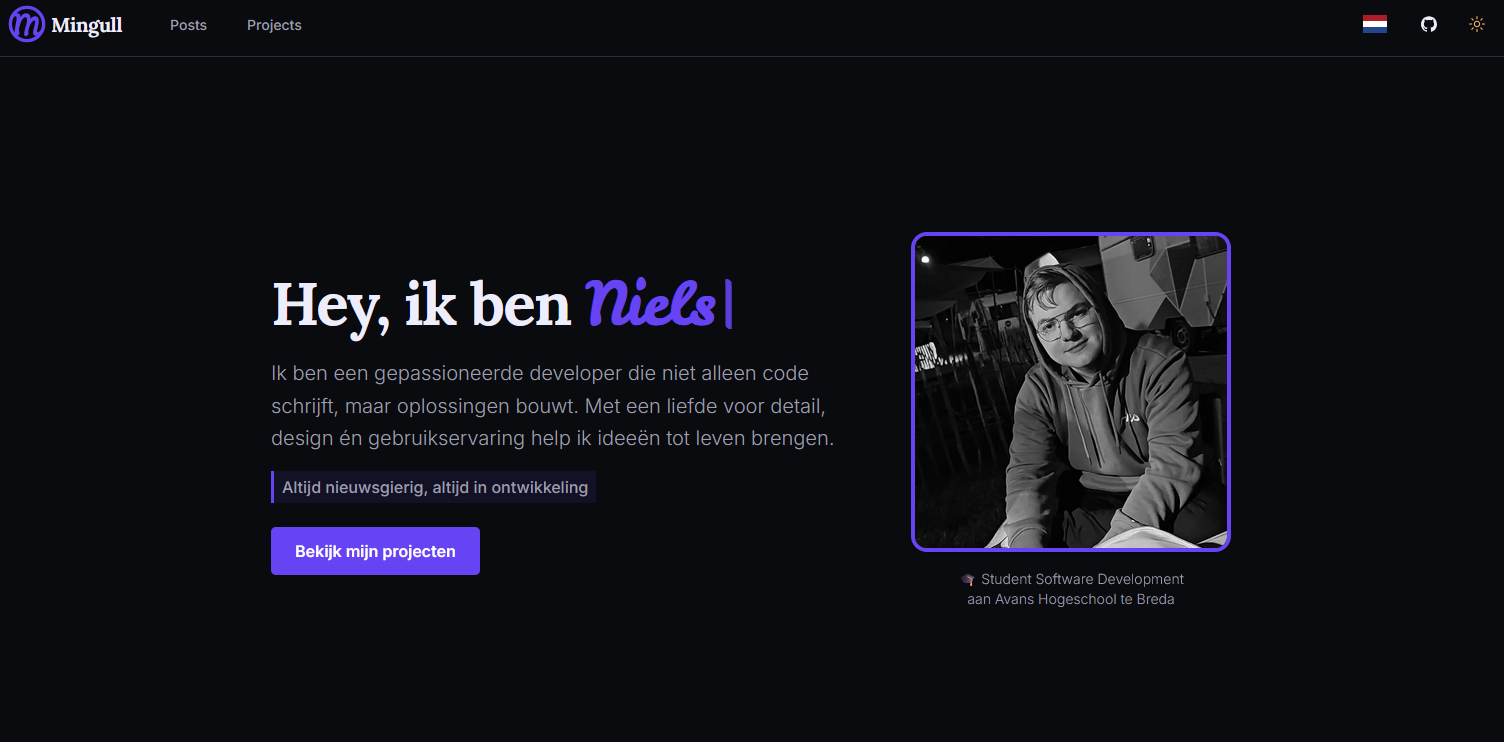 Mingull
Posts
Projects
Hey, ik ben Niels
Ik ben een gepassioneerde developer die niet alleen code
schrijft, maar oplossingen bouwt. Met een liefde voor detail,
design én gebruikservaring help ik ideeën tot leven brengen.
Altijd nieuwsgierig, altijd in ontwikkeling
Bekijk mijn projecten
🎓 Student Software Development
aan Avans Hogeschool te Breda